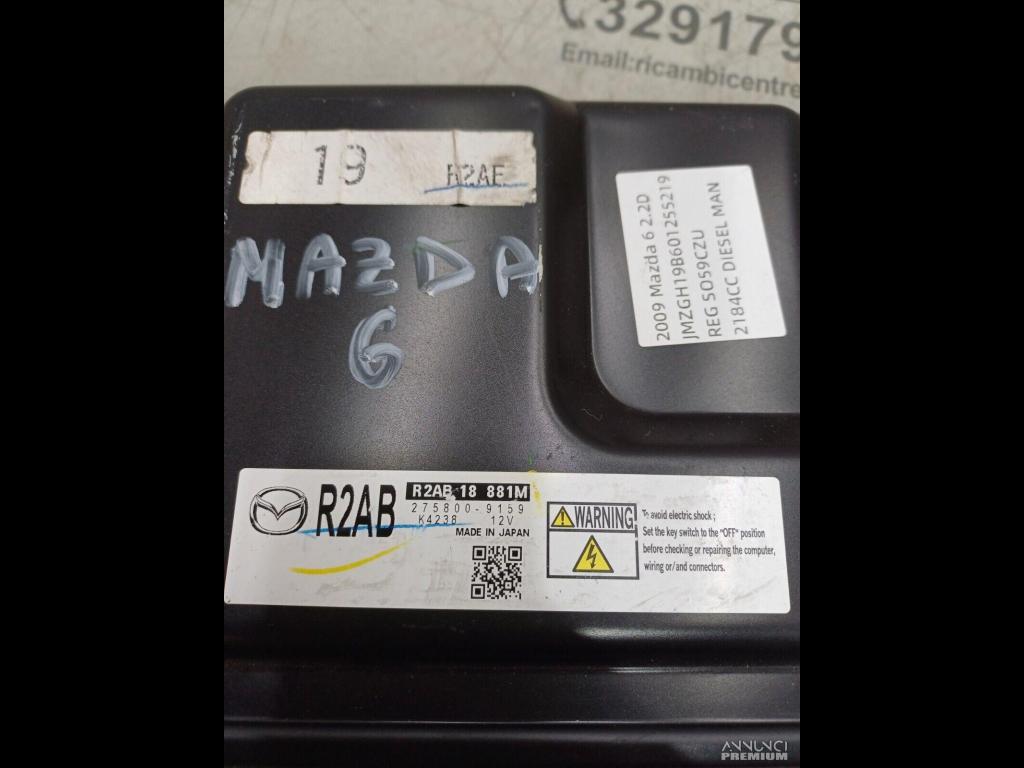 329179
Email:ricambicentre
19
R2AE
MAZDA
6
2009 Mazda 6 2.2D
JMZGH19B601255219
REG 5O59CZU
2184CC DIESEL MAN
R2AB
R2AB 18 881M
275800-9159
K4238 12V
MADE IN JAPAN
WARNING
To avoid electric shock ;
Set the key switch to the "OFF" position
before checking or repairing the computer,
wiring or/and connectors.
ANNUNCI
PREMIUM